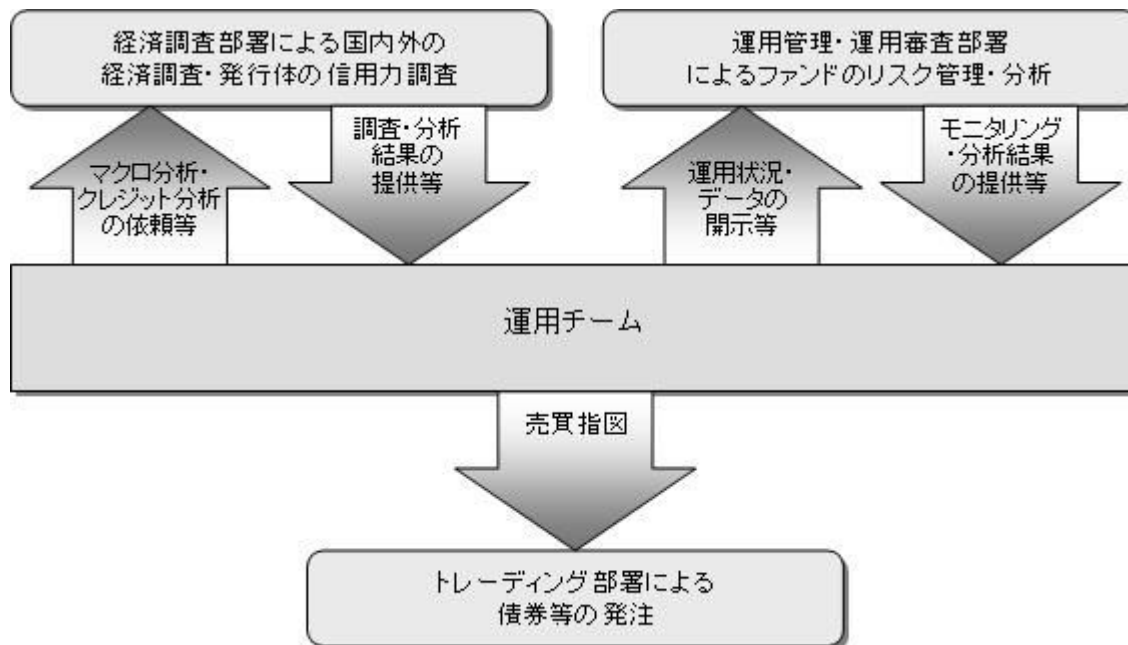 経済調査部署による国内外の
経済調査・発行体の信用力調査
運用管理・運用審査部署
によるファンドのリスク管理・分析
マクロ分析・
クレジット分析
の依頼等
調査・分析
結果の
提供等
運用状況・
データの
開示等
モニタリング
・分析結果
の提供等
運用チーム
売買指図
トレーディング部署による
債券等の発注